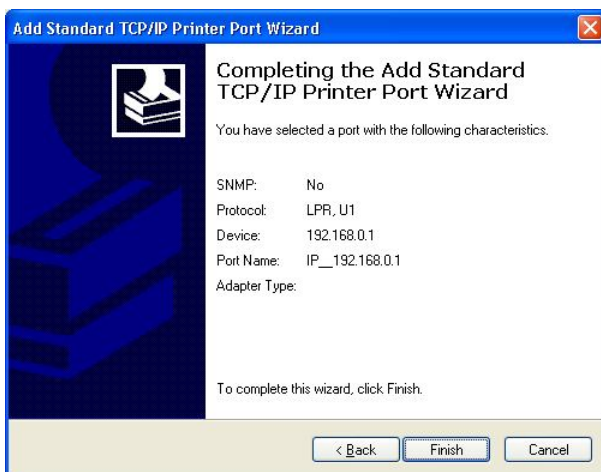 Add Standard TCP/IP Printer Port Wizard
Completing the Add Standard
TCP/IP Printer Port Wizard
You have selected a port with the following characteristics.
SNMP: No
Protocol: LPR, U1
Device: 192.168.0.1
Port Name: IP__192.168.0.1
Adapter Type:
To complete this wizard, click Finish.
< Back Finish Cancel